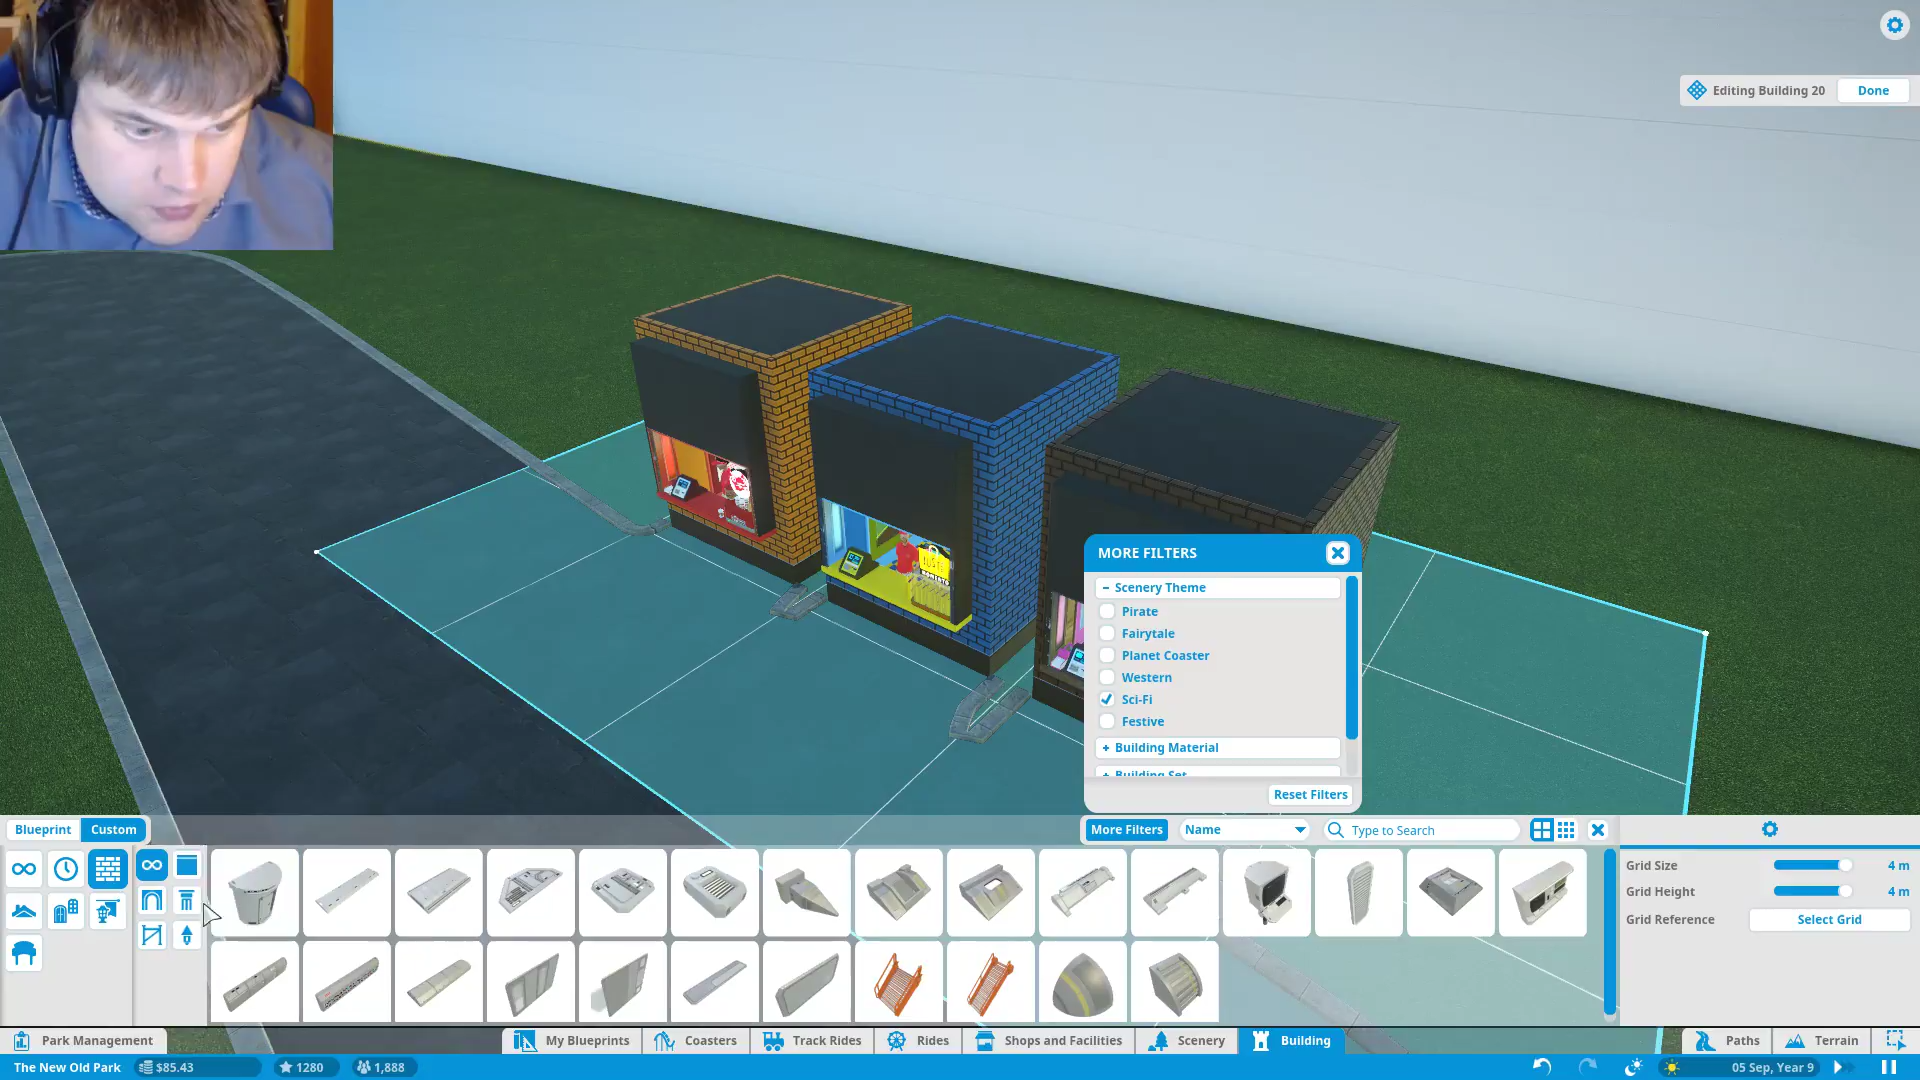 Editing Building 20
Done
MORE FILTERS
− Scenery Theme
Pirate
Fairytale
Planet Coaster
Western
Sci-Fi
Festive
+ Building Material
+ Building Set
Reset Filters
Blueprint
Custom
More Filters
Name
Type to Search
Grid Size
4 m
Grid Height
4 m
Grid Reference
Select Grid
Park Management
My Blueprints
Coasters
Track Rides
Rides
Shops and Facilities
Scenery
Building
Paths
Terrain
The New Old Park
$85.43
1280
1,888
05 Sep, Year 9